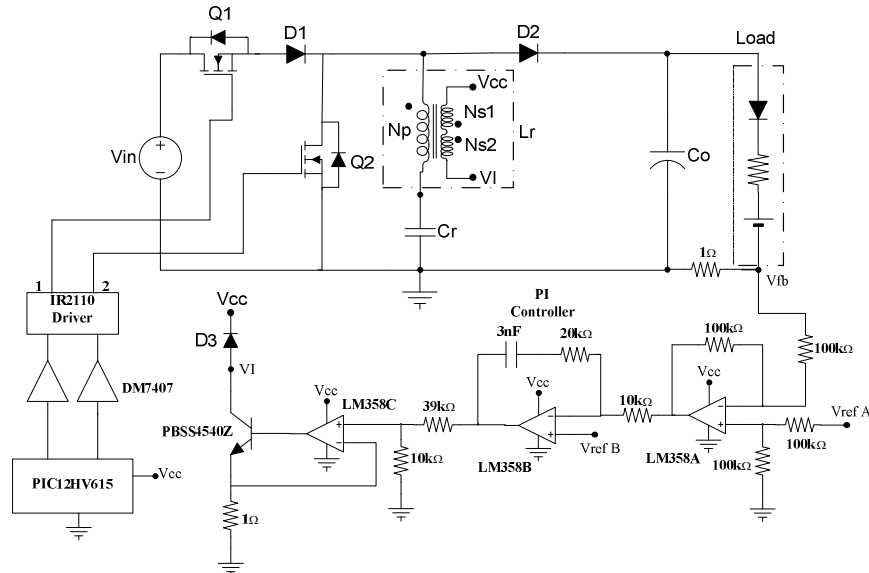 Q1
D1
D2
Load
Vcc
Np
Ns1
Ns2
Lr
VI
Vin
Q2
Co
Cr
1Ω
Vfb
1 2
IR2110
Driver
DM7407
PIC12HV615
Vcc
Vcc
D3
VI
PBSS4540Z
1Ω
Vcc
LM358C
10kΩ
39kΩ
PI
Controller
3nF
20kΩ
Vcc
LM358B
Vref B
10kΩ
100kΩ
Vcc
LM358A
100kΩ
Vref A
100kΩ
100kΩ